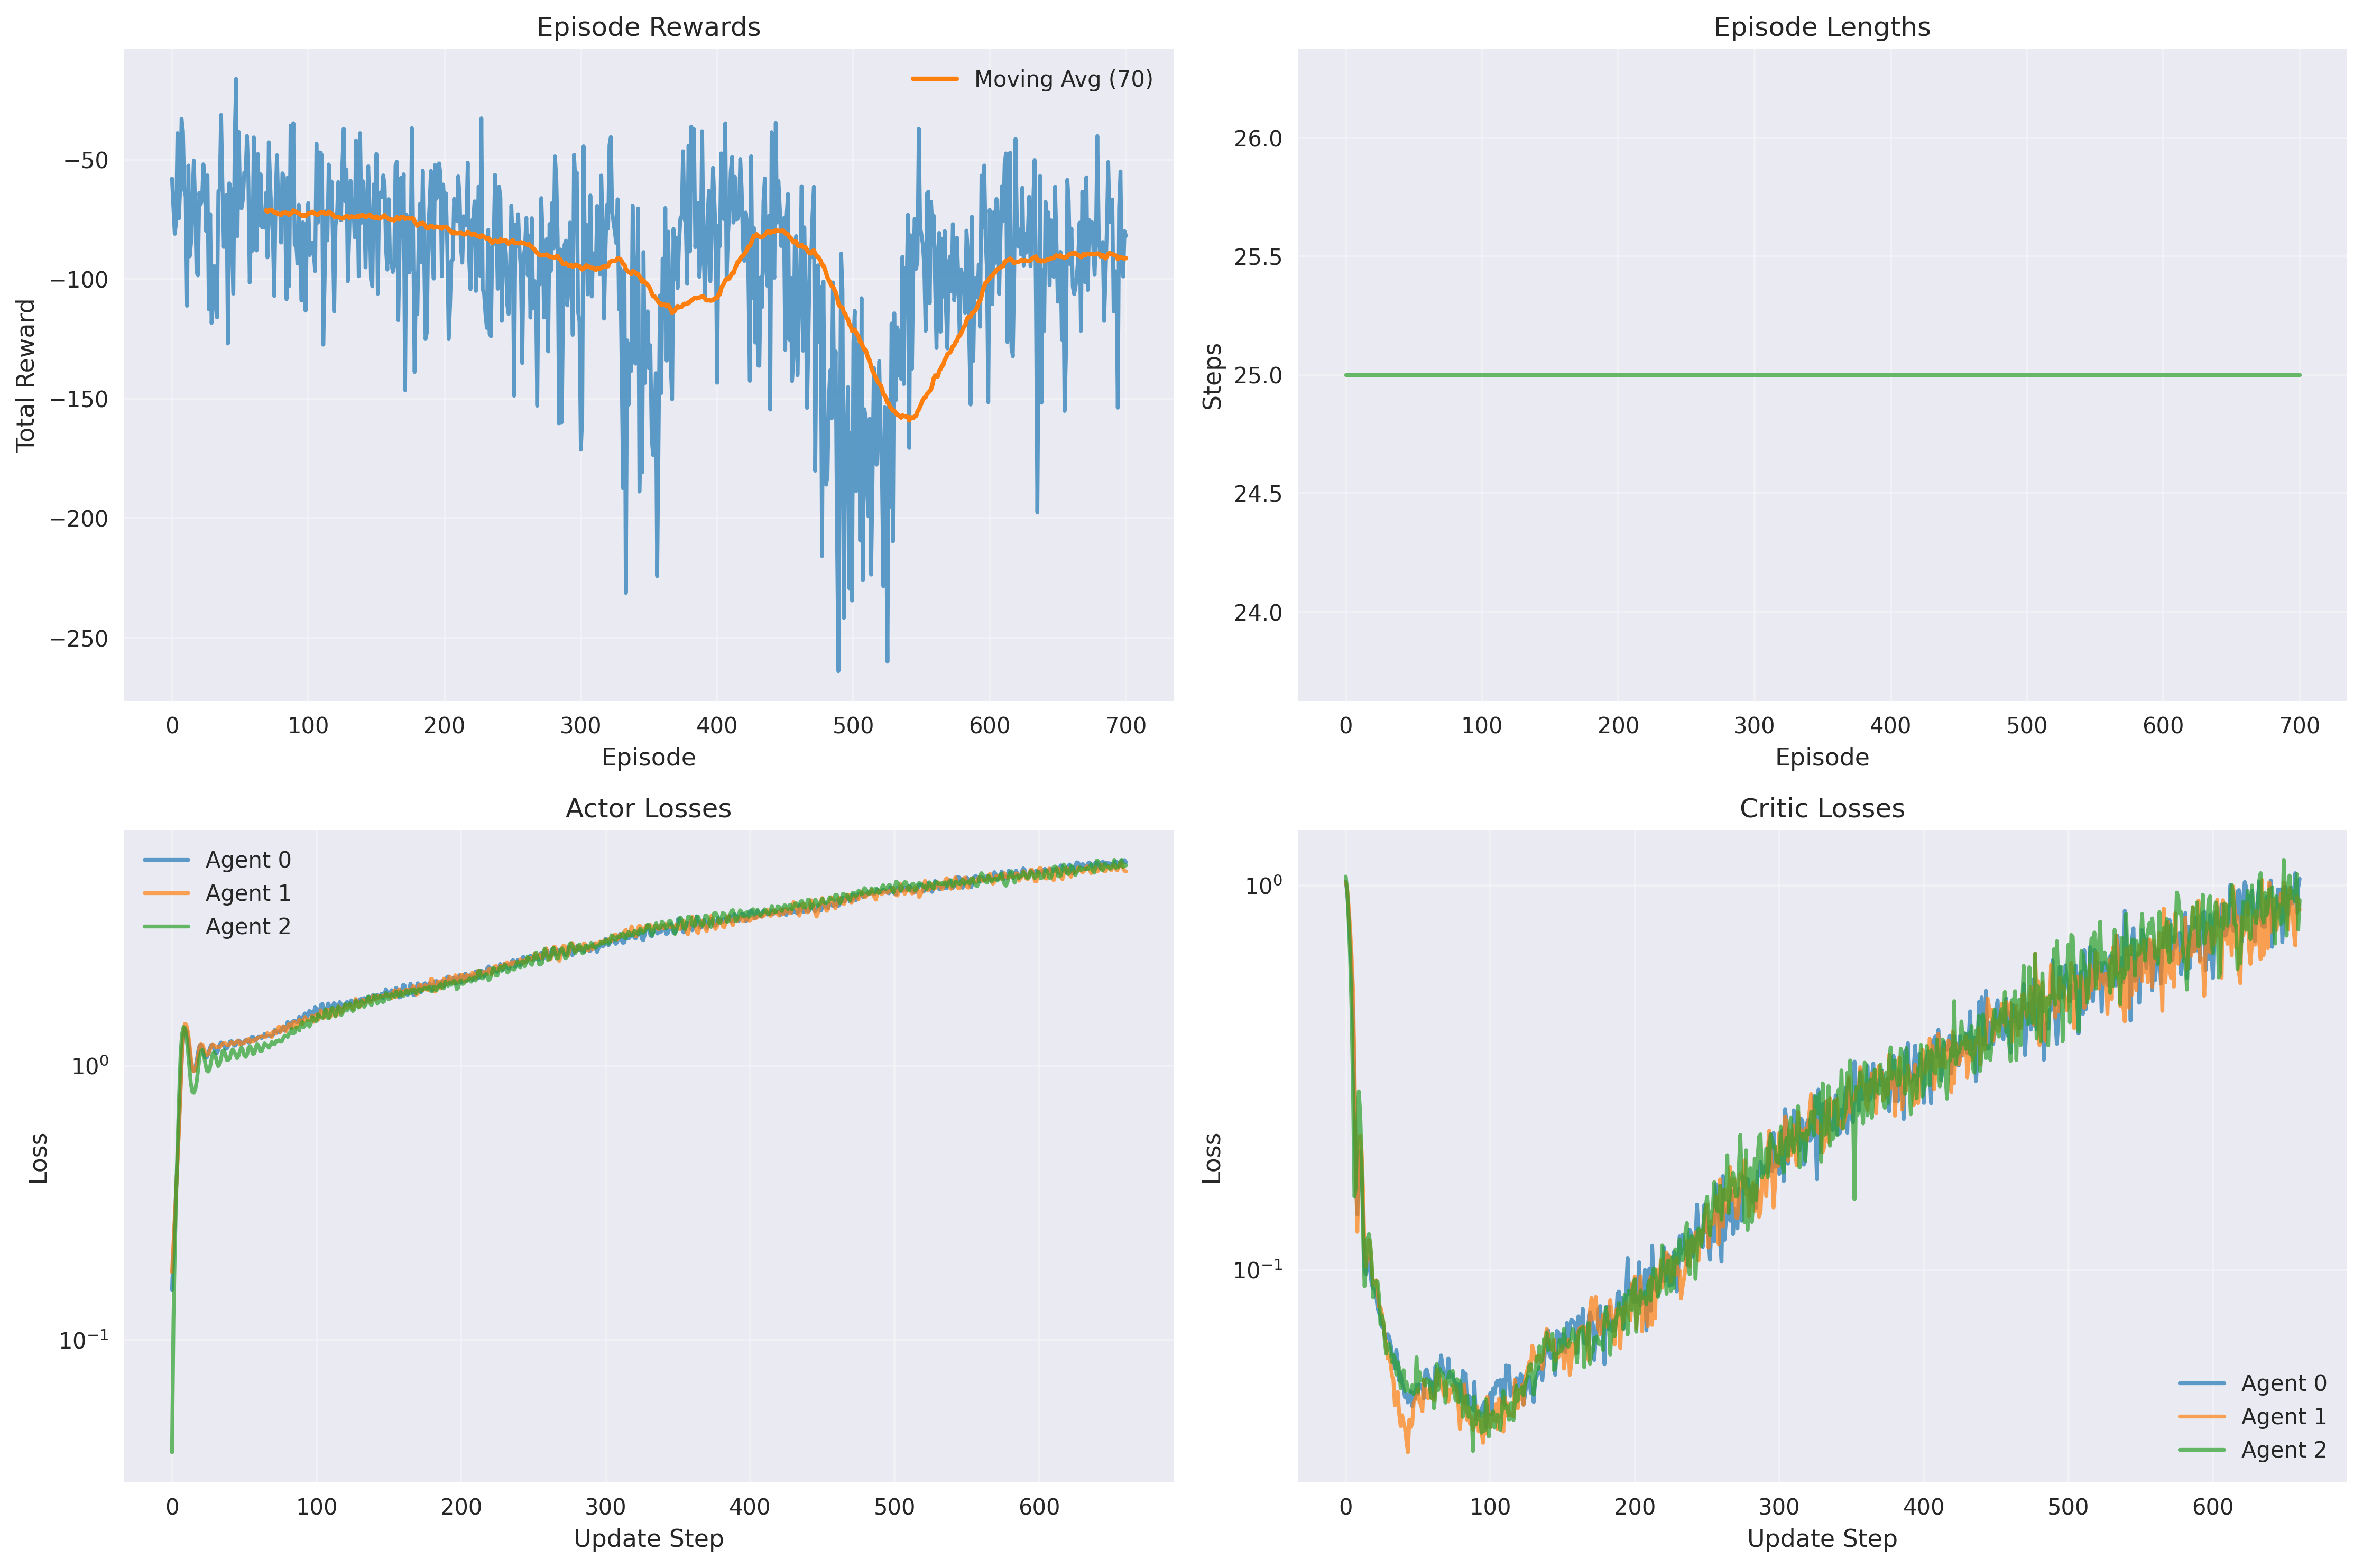 Episode Rewards
Total Reward
−50
−100
−150
−200
−250
Moving Avg (70)
0 100 200 300 400 500 600 700
Episode
Episode Lengths
Steps
26.0
25.5
25.0
24.5
24.0
0 100 200 300 400 500 600 700
Episode
Actor Losses
Loss
10⁰
10⁻¹
Agent 0
Agent 1
Agent 2
0 100 200 300 400 500 600
Update Step
Critic Losses
Loss
10⁰
10⁻¹
Agent 0
Agent 1
Agent 2
0 100 200 300 400 500 600
Update Step